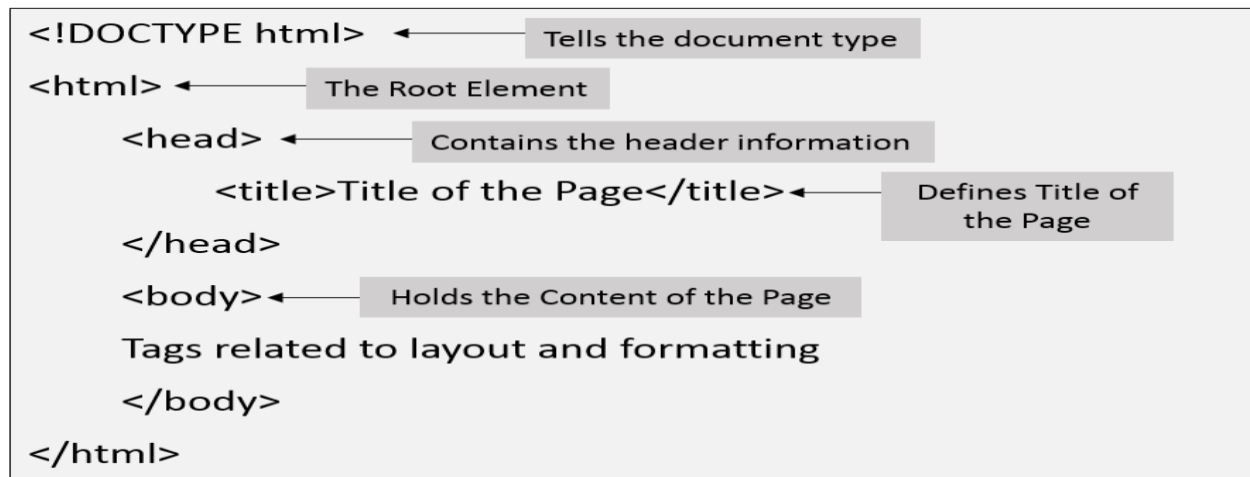 <!DOCTYPE html>
Tells the document type
<html>
The Root Element
<head>
Contains the header information
<title>Title of the Page</title>
Defines Title of
the Page
</head>
<body>
Holds the Content of the Page
Tags related to layout and formatting
</body>
</html>